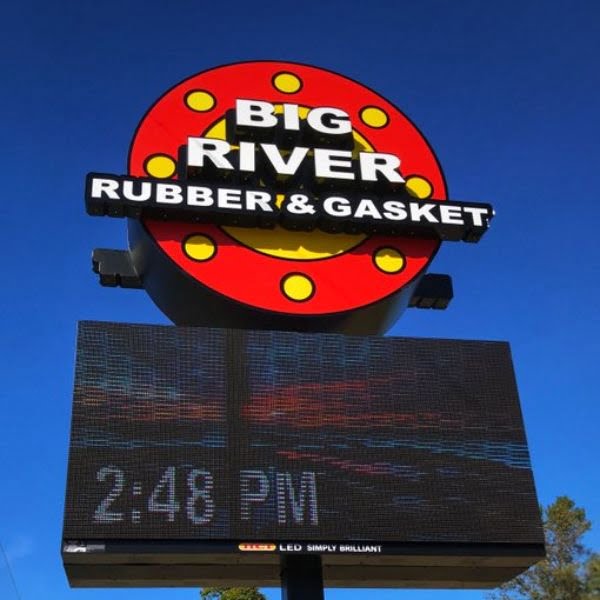 BIG
RIVER
RUBBER & GASKET
2:48 PM
LED SIMPLY BRILLIANT